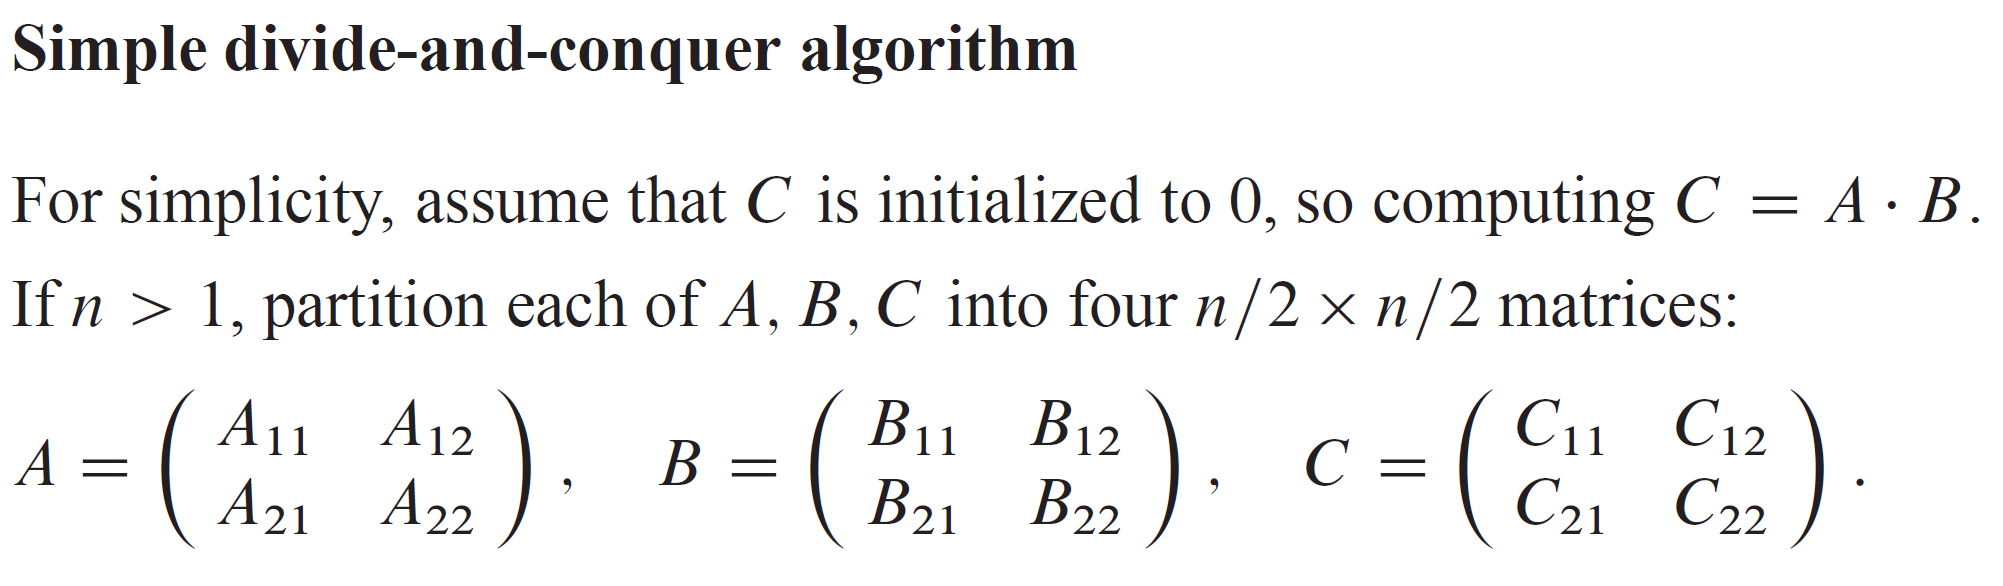 Simple divide-and-conquer algorithm
For simplicity, assume that C is initialized to 0, so computing C = A · B.
If n > 1, partition each of A, B, C into four n/2 × n/2 matrices:
A = ( A11 A12 ), B = ( B11 B12 ), C = ( C11 C12 ).
A21 A22 B21 B22 C21 C22